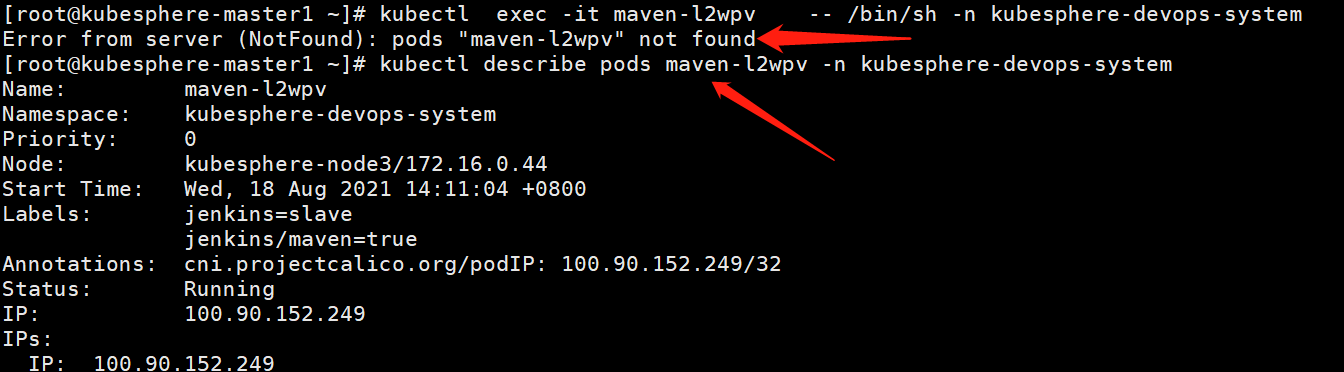 [root@kubesphere-master1 ~]# kubectl  exec -it maven-l2wpv    -- /bin/sh -n kubesphere-devops-system
Error from server (NotFound): pods "maven-l2wpv" not found
[root@kubesphere-master1 ~]# kubectl describe pods maven-l2wpv -n kubesphere-devops-system
Name:         maven-l2wpv
Namespace:    kubesphere-devops-system
Priority:     0
Node:         kubesphere-node3/172.16.0.44
Start Time:   Wed, 18 Aug 2021 14:11:04 +0800
Labels:       jenkins=slave
              jenkins/maven=true
Annotations:  cni.projectcalico.org/podIP: 100.90.152.249/32
Status:       Running
IP:           100.90.152.249
IPs:
  IP:  100.90.152.249